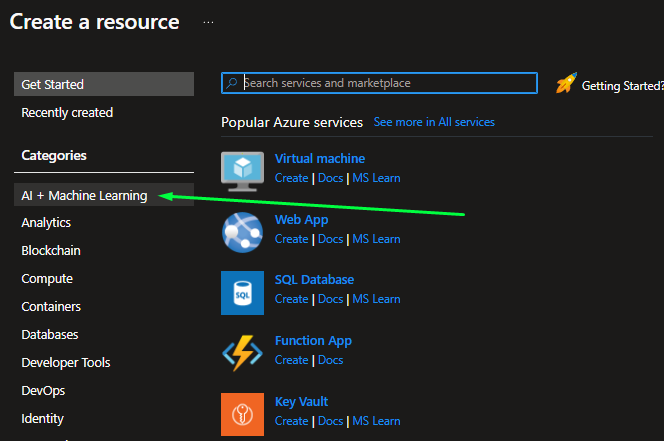 Create a resource ...
Get Started
Recently created
Categories
AI + Machine Learning
Analytics
Blockchain
Compute
Containers
Databases
Developer Tools
DevOps
Identity
Search services and marketplace
Getting Started?
Popular Azure services See more in All services
Virtual machine
Create | Docs | MS Learn
Web App
Create | Docs | MS Learn
SQL
SQL Database
Create | Docs | MS Learn
Function App
Create | Docs
Key Vault
Create | Docs | MS Learn